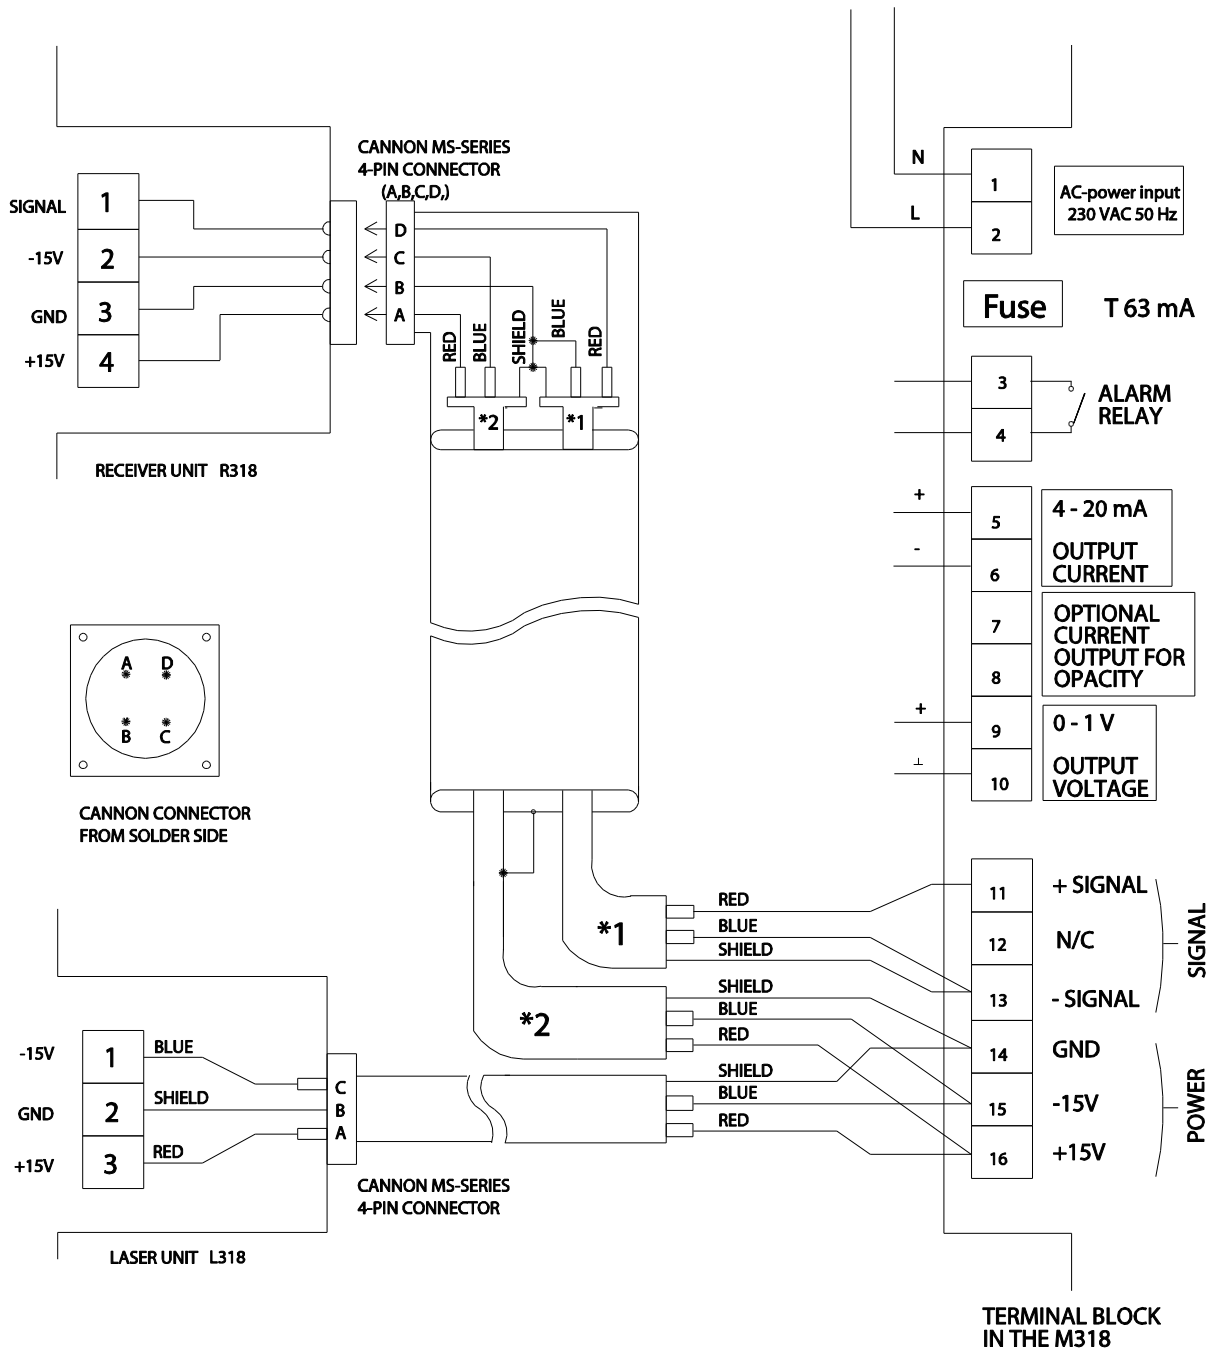 CANNON MS-SERIES
4-PIN CONNECTOR
(A,B,C,D,)
SIGNAL 1
-15V 2
GND 3
+15V 4
D
C
B
A
RED
BLUE
SHIELD
BLUE
RED
*2
*1
RECEIVER UNIT R318
A D
B C
CANNON CONNECTOR
FROM SOLDER SIDE
N
L
1
2
AC-power input
230 VAC 50 Hz
Fuse
T 63 mA
3
4
ALARM
RELAY
+
-
5
6
4 - 20 mA
OUTPUT
CURRENT
7
8
OPTIONAL
CURRENT
OUTPUT FOR
OPACITY
+
⊥
9
10
0 - 1 V
OUTPUT
VOLTAGE
*1
RED
BLUE
SHIELD
*2
SHIELD
BLUE
RED
SHIELD
BLUE
RED
11 + SIGNAL
12 N/C
13 - SIGNAL
14 GND
15 -15V
16 +15V
SIGNAL
POWER
-15V 1 BLUE
GND 2 SHIELD
+15V 3 RED
C
B
A
CANNON MS-SERIES
4-PIN CONNECTOR
LASER UNIT L318
TERMINAL BLOCK
IN THE M318